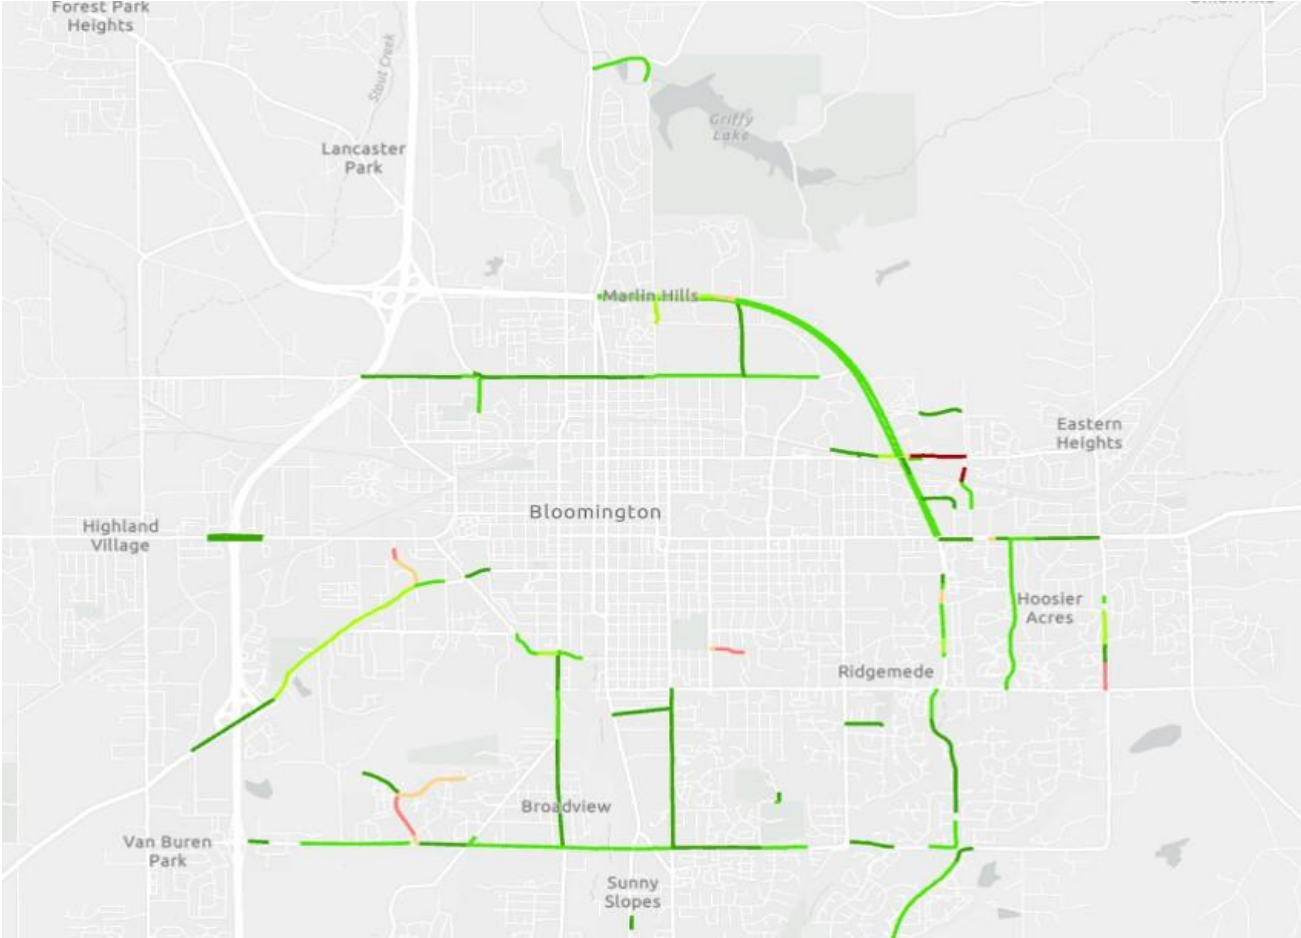 Forest Park
Heights
Stout Creek
Lancaster
Park
Griffy
Lake
Marlin Hills
Eastern
Heights
Bloomington
Highland
Village
Hoosier
Acres
Ridgemede
Broadview
Van Buren
Park
Sunny
Slopes